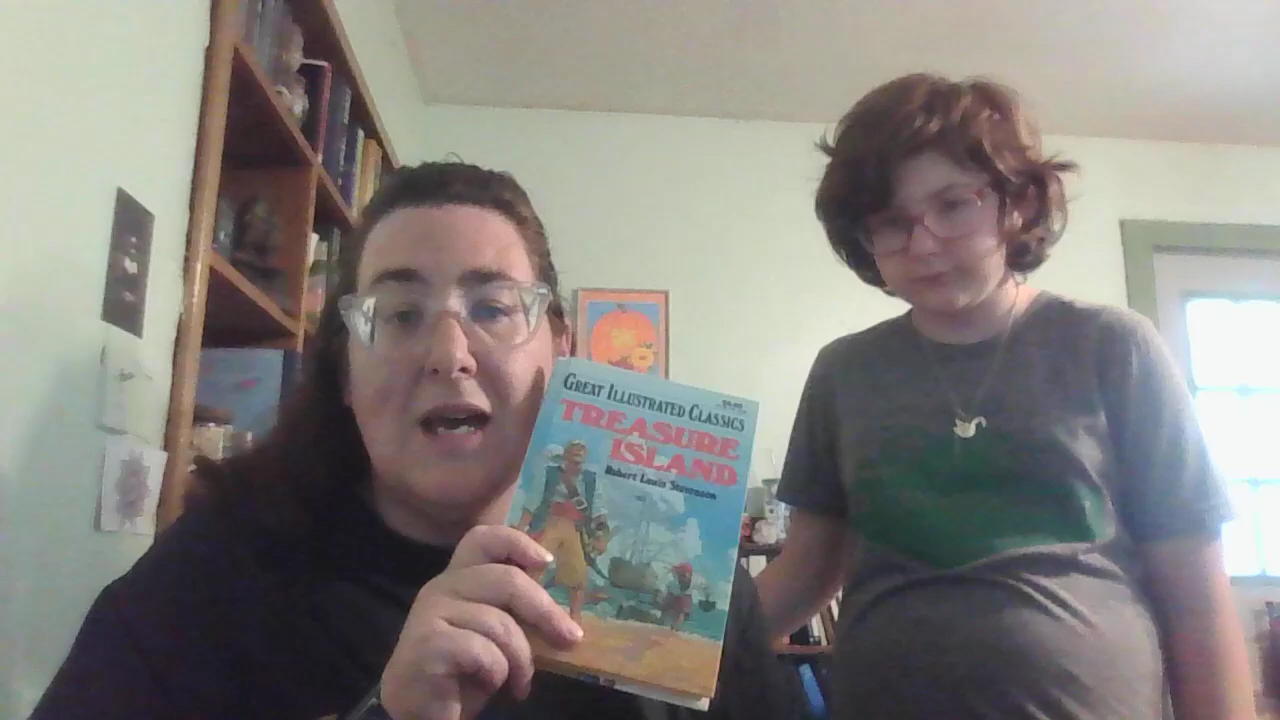 GREAT ILLUSTRATED CLASSICS
TREASURE
ISLAND
Robert Louis Stevenson